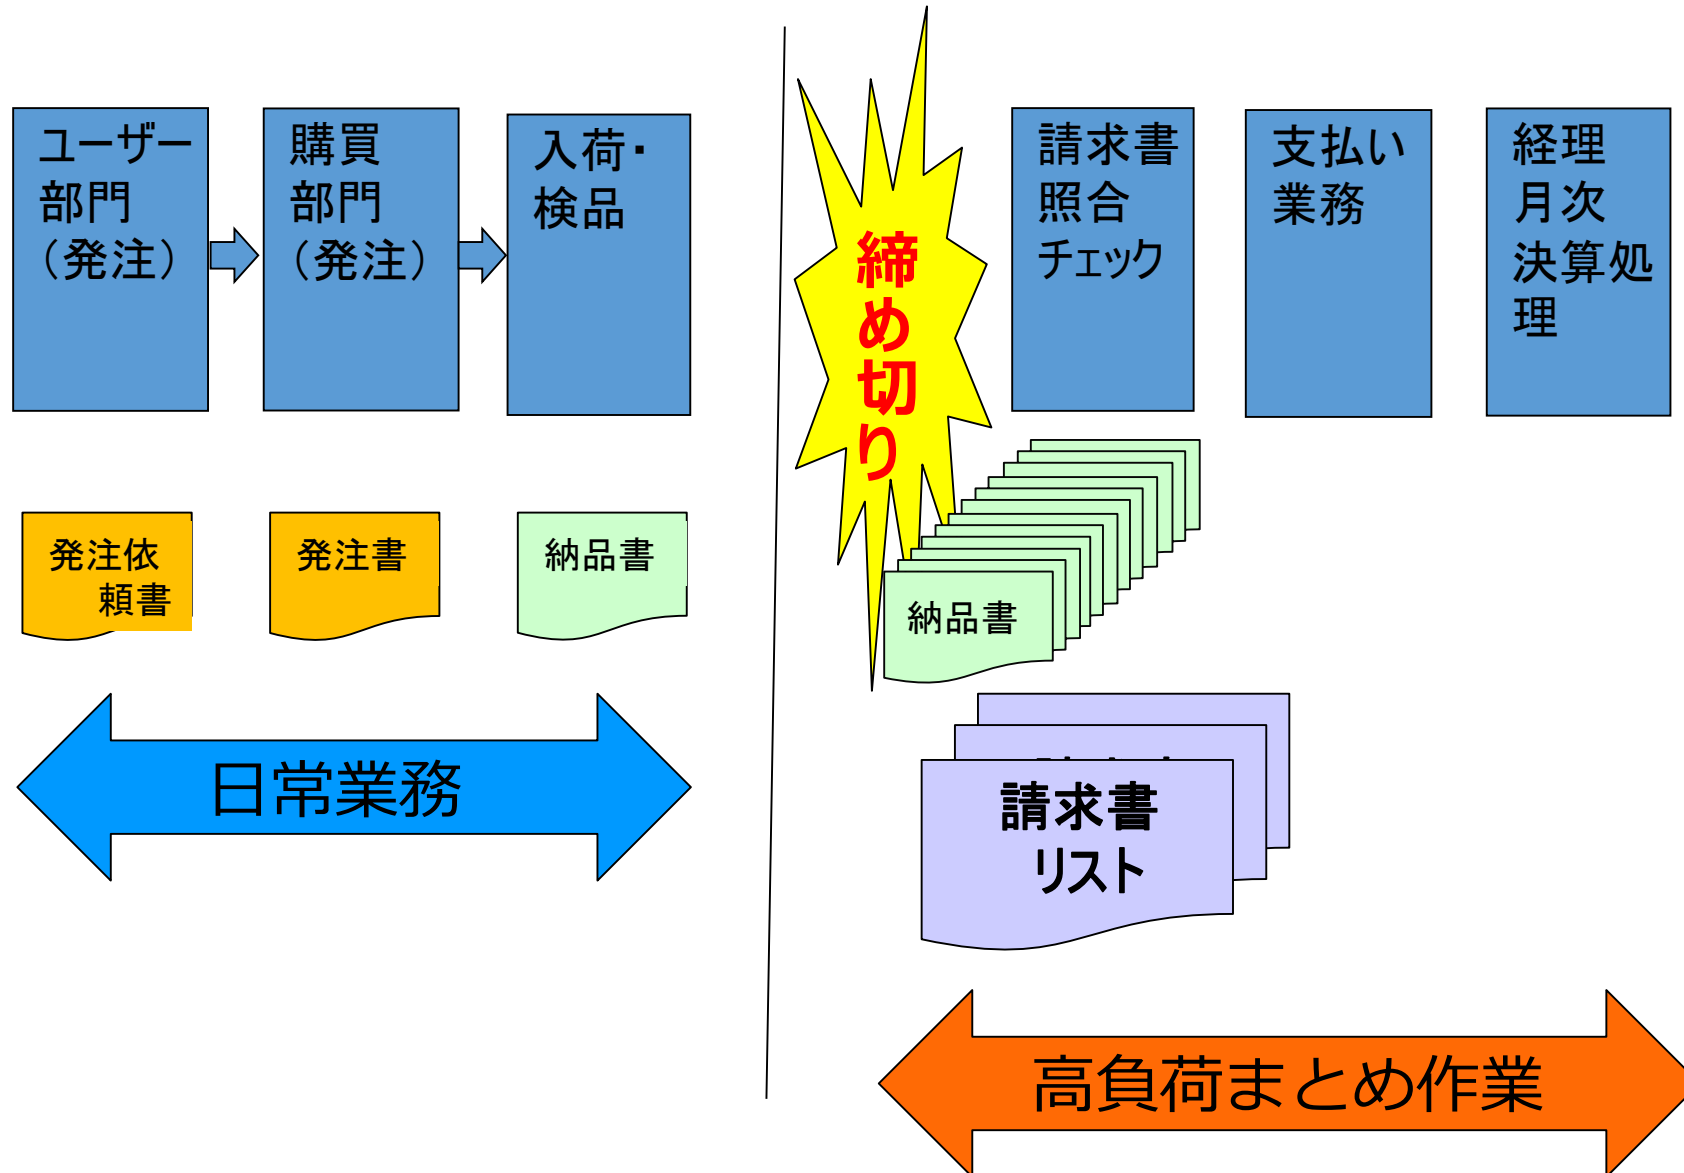 ユーザー
部門
（発注）
購買
部門
（発注）
入荷・
検品
締め切り
請求書
照合
チェック
支払い
業務
経理
月次
決算処
理
発注依
頼書
発注書
納品書
納品書
請求書
リスト
日常業務
高負荷まとめ作業